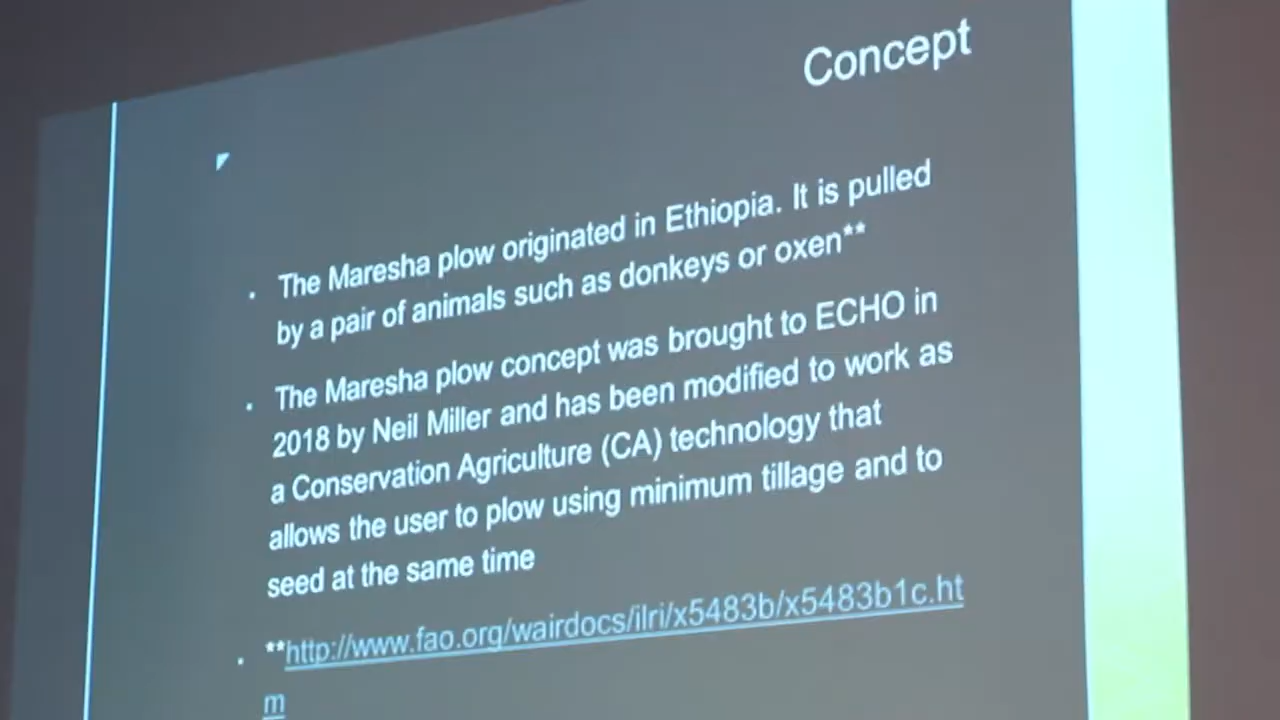 Concept
• The Maresha plow originated in Ethiopia. It is pulled
by a pair of animals such as donkeys or oxen**
• The Maresha plow concept was brought to ECHO in
2018 by Neil Miller and has been modified to work as
a Conservation Agriculture (CA) technology that
allows the user to plow using minimum tillage and to
seed at the same time
• **http://www.fao.org/wairdocs/ilri/x5483b/x5483b1c.ht
m